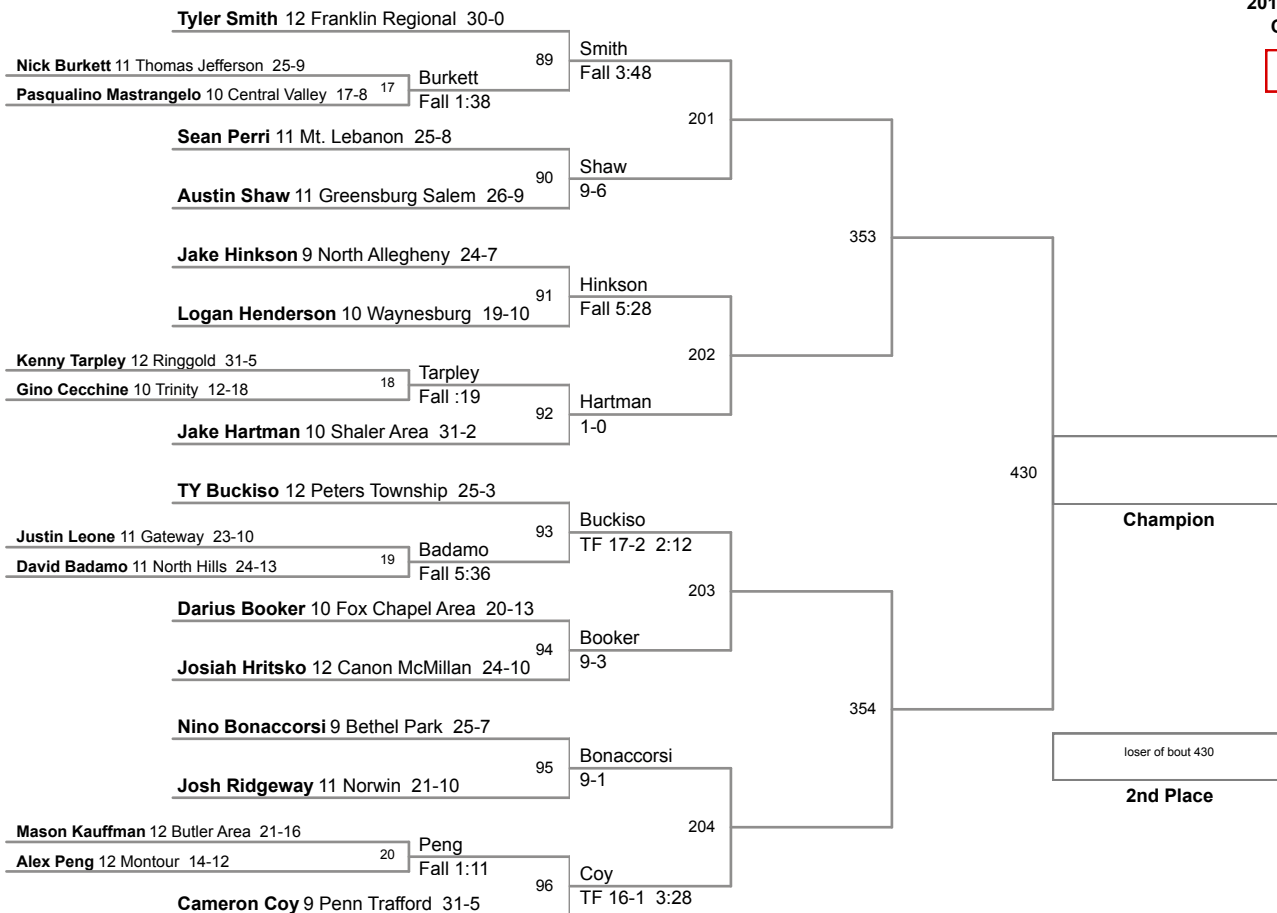 Tyler Smith 12 Franklin Regional 30-0
Nick Burkett 11 Thomas Jefferson 25-9
Pasqualino Mastrangelo 10 Central Valley 17-8
17
Burkett
Fall 1:38
89
Smith
Fall 3:48
Sean Perri 11 Mt. Lebanon 25-8
Austin Shaw 11 Greensburg Salem 26-9
90
Shaw
9-6
201
Jake Hinkson 9 North Allegheny 24-7
Logan Henderson 10 Waynesburg 19-10
91
Hinkson
Fall 5:28
Kenny Tarpley 12 Ringgold 31-5
Gino Cecchine 10 Trinity 12-18
18
Tarpley
Fall :19
Jake Hartman 10 Shaler Area 31-2
92
Hartman
1-0
202
353
TY Buckiso 12 Peters Township 25-3
Justin Leone 11 Gateway 23-10
David Badamo 11 North Hills 24-13
19
Badamo
Fall 5:36
93
Buckiso
TF 17-2 2:12
Darius Booker 10 Fox Chapel Area 20-13
Josiah Hritsko 12 Canon McMillan 24-10
94
Booker
9-3
203
Nino Bonaccorsi 9 Bethel Park 25-7
Josh Ridgeway 11 Norwin 21-10
95
Bonaccorsi
9-1
Mason Kauffman 12 Butler Area 21-16
Alex Peng 12 Montour 14-12
20
Peng
Fall 1:11
Cameron Coy 9 Penn Trafford 31-5
96
Coy
TF 16-1 3:28
204
354
430
Champion
loser of bout 430
2nd Place
201